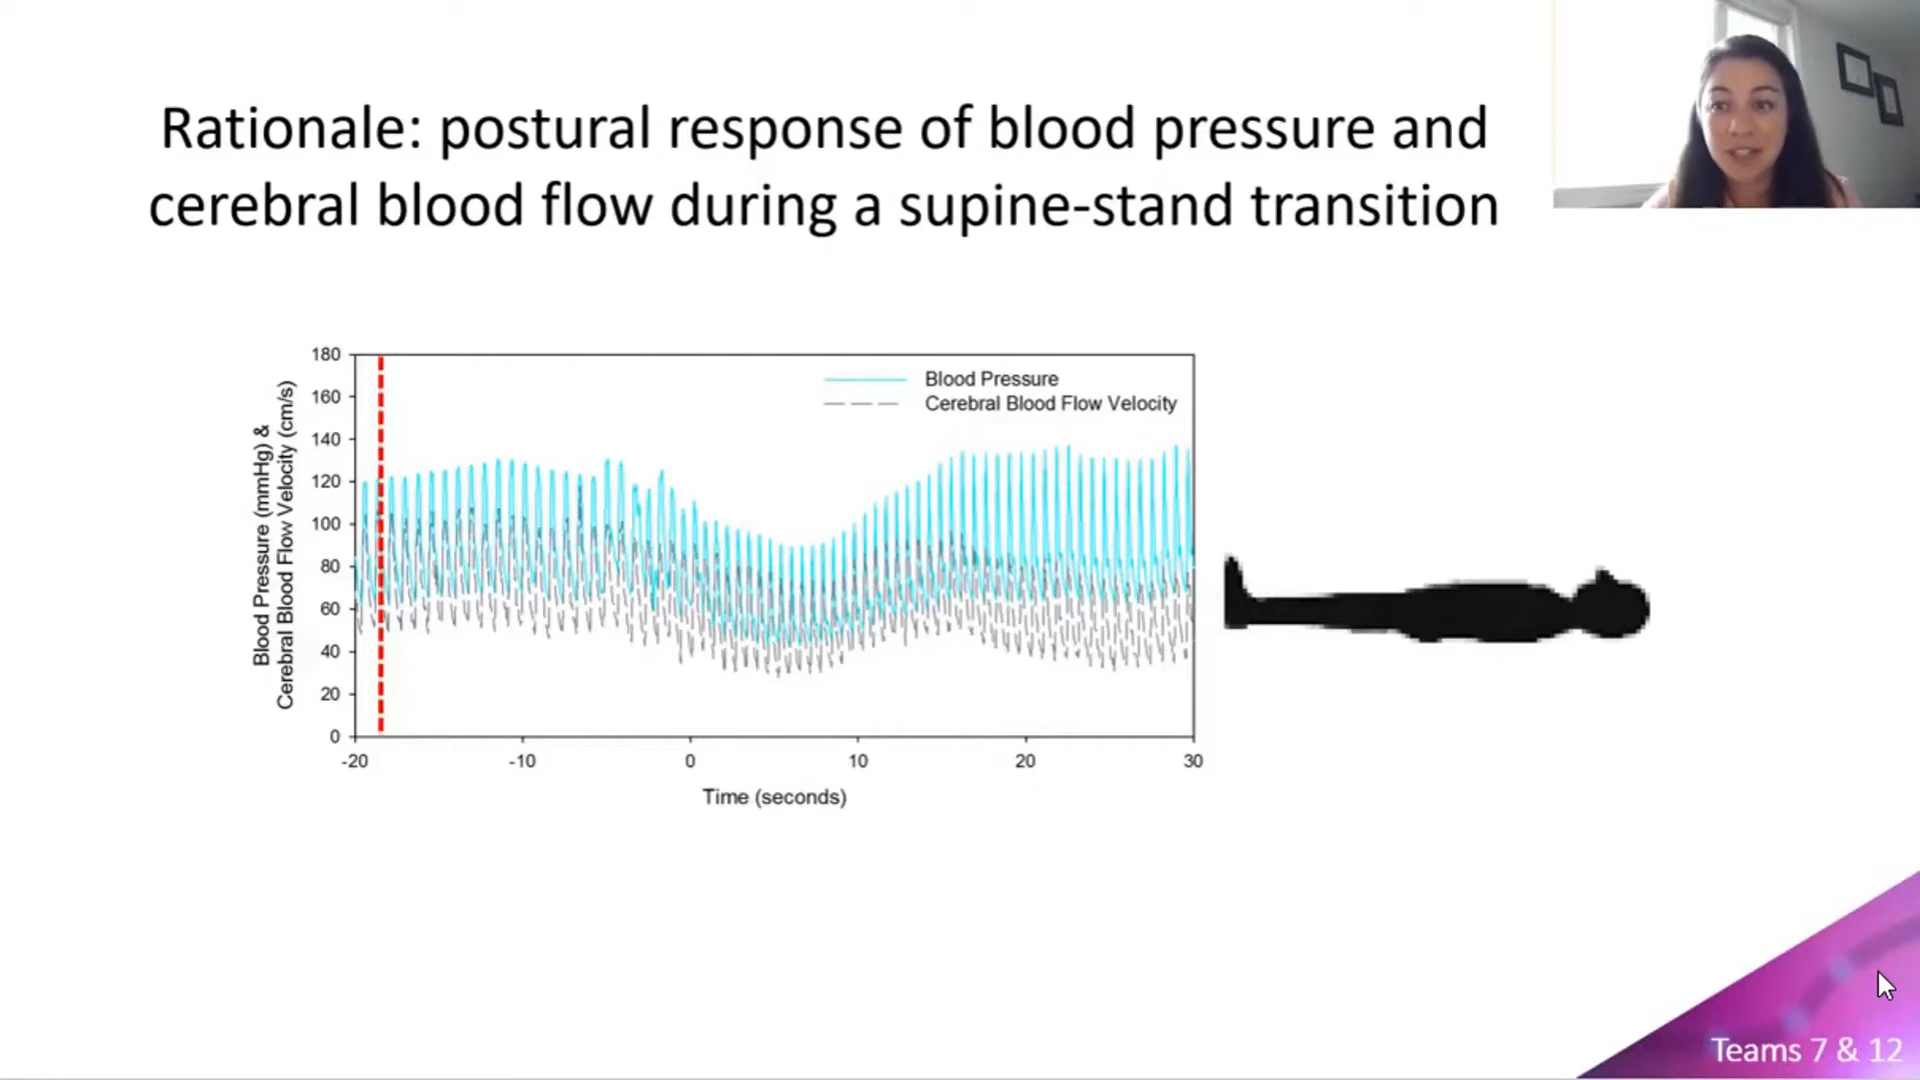 Rationale: postural response of blood pressure and
cerebral blood flow during a supine-stand transition
Blood Pressure (mmHg) &
Cerebral Blood Flow Velocity (cm/s)
180
160
140
120
100
80
60
40
20
0
Blood Pressure
Cerebral Blood Flow Velocity
-20 -10 0 10 20 30
Time (seconds)
Teams 7 & 12